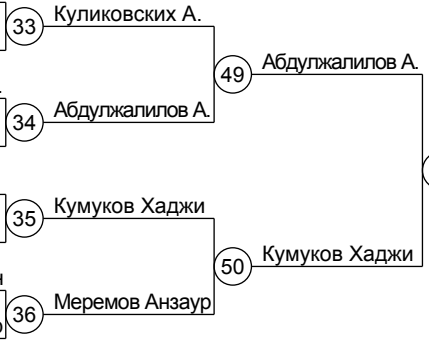 33 Куликовских А.
49 Абдулжалилов А.
34 Абдулжалилов А.
35 Кумуков Хаджи
50 Кумуков Хаджи
36 Меремов Анзаур